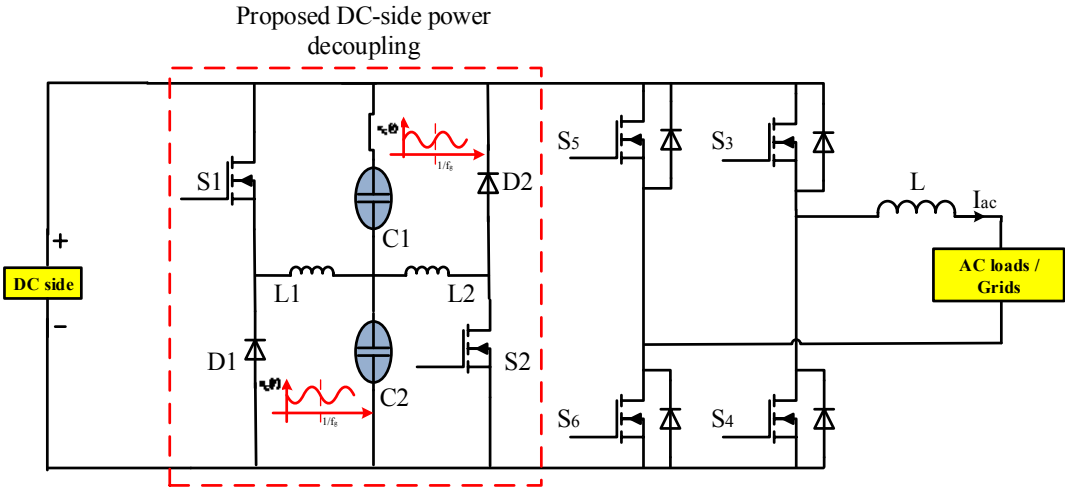 Proposed DC-side power
decoupling
S1
1/fg
D2
S5
S3
L
Iac
C1
+
DC side
−
L1
L2
AC loads /
Grids
D1
S2
C2
1/fg
S6
S4